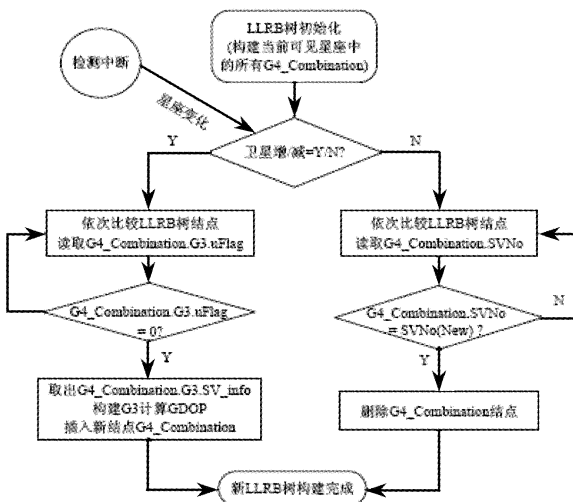 LLRB树初始化
(构建当前可见星座中
的所有G4_Combination)
检测中断
星座变化
卫星增/减=Y/N?
Y
N
依次比较LLRB树结点
读取G4_Combination.G3.uFlag
依次比较LLRB树结点
读取G4_Combination.SVNo
G4_Combination.G3.uFlag
= 0?
G4_Combination.SVNo
= SVNo(New) ?
N
Y
Y
取出G4_Combination.G3.SV_info
构建G3计算GDOP
插入新结点G4_Combination
删除G4_Combination结点
新LLRB树构建完成